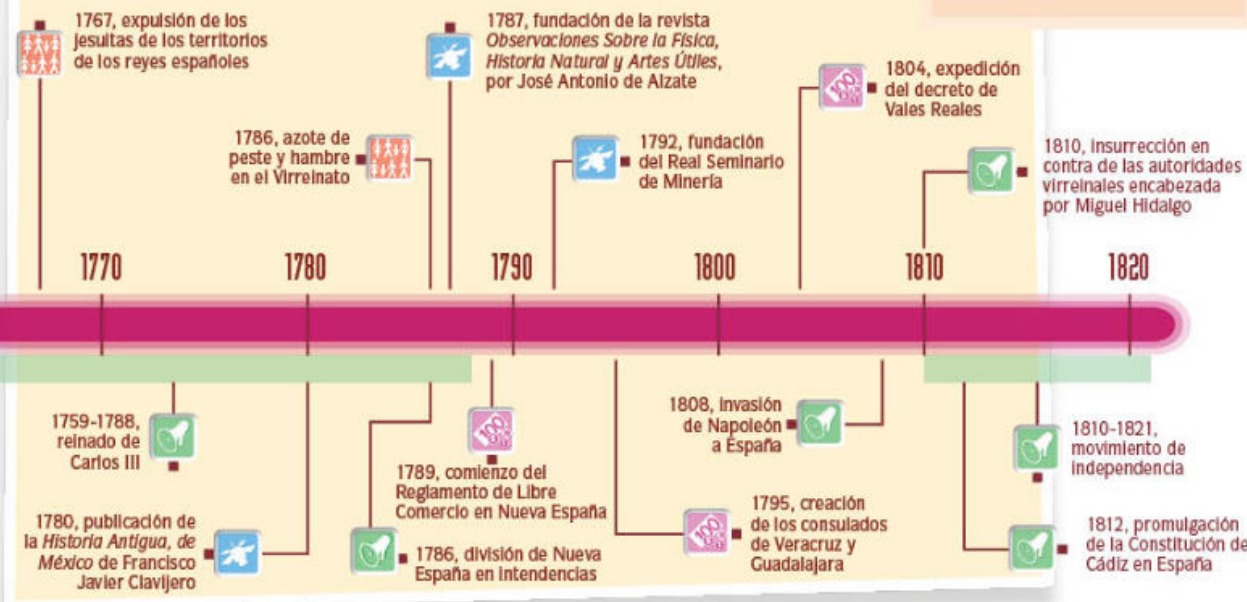 1767, expulsión de los
jesuitas de los territorios
de los reyes españoles
1787, fundación de la revista
Observaciones Sobre la Física,
Historia Natural y Artes Útiles,
por José Antonio de Alzate
1804, expedición
del decreto de
Vales Reales
1786, azote de
peste y hambre
en el Virreinato
1792, fundación
del Real Seminario
de Minería
1810, insurrección en
contra de las autoridades
virreinales encabezada
por Miguel Hidalgo
1770
1780
1790
1800
1810
1820
1759-1788,
reinado de
Carlos III
1789, comienzo del
Reglamento de Libre
Comercio en Nueva España
1808, invasión
de Napoleón
a España
1810-1821,
movimiento de
independencia
1780, publicación de
la Historia Antigua, de
México de Francisco
Javier Clavijero
1786, división de Nueva
España en intendencias
1795, creación
de los consulados
de Veracruz y
Guadalajara
1812, promulgación
de la Constitución de
Cádiz en España
100
100
100